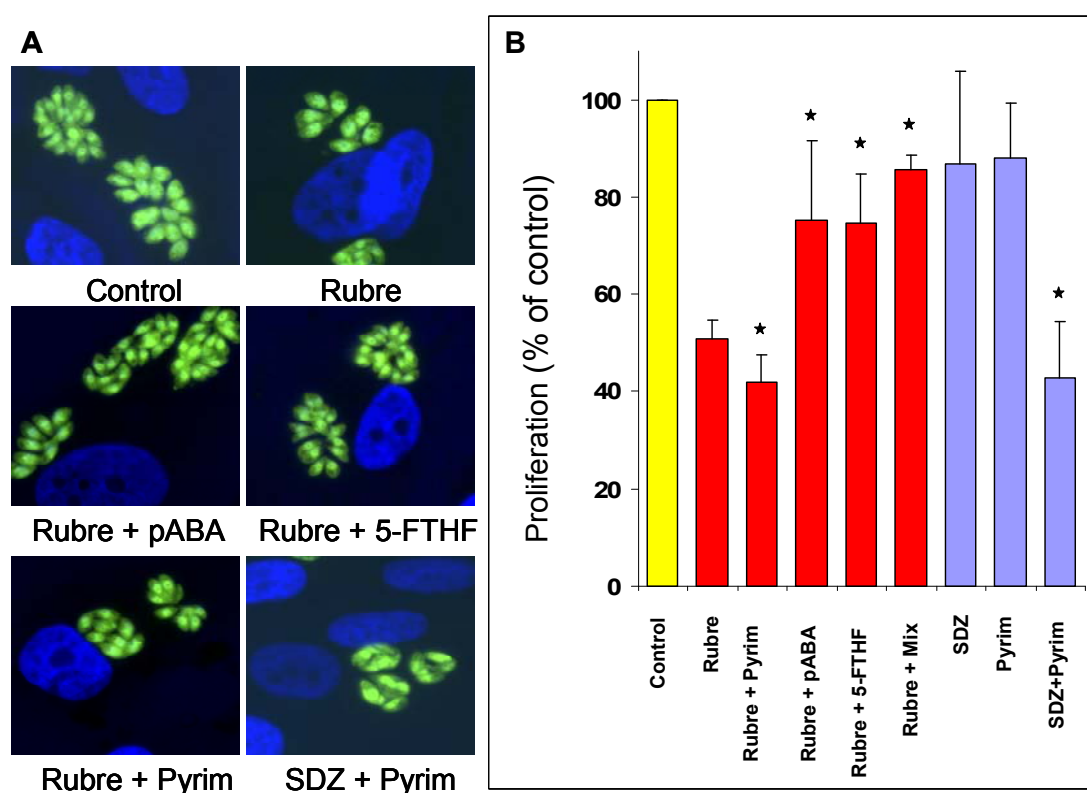 A
Control
Rubre
Rubre + pABA
Rubre + 5-FTHF
Rubre + Pyrim
SDZ + Pyrim
B
Proliferation (% of control)
100
80
60
40
20
0
Control
Rubre
Rubre + Pyrim
Rubre + pABA
Rubre + 5-FTHF
Rubre + Mix
SDZ
Pyrim
SDZ+Pyrim